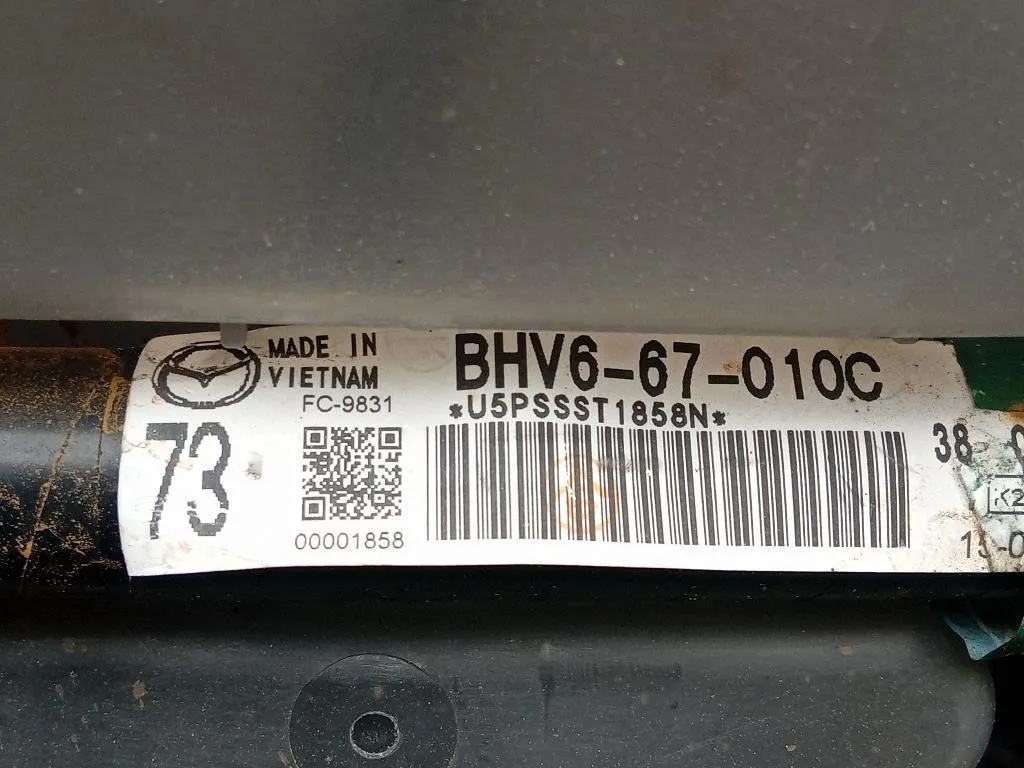 MADE IN
VIETNAM
FC-9831
BHV6-67-010C
*U5PSSST1858N*
73
00001858
38